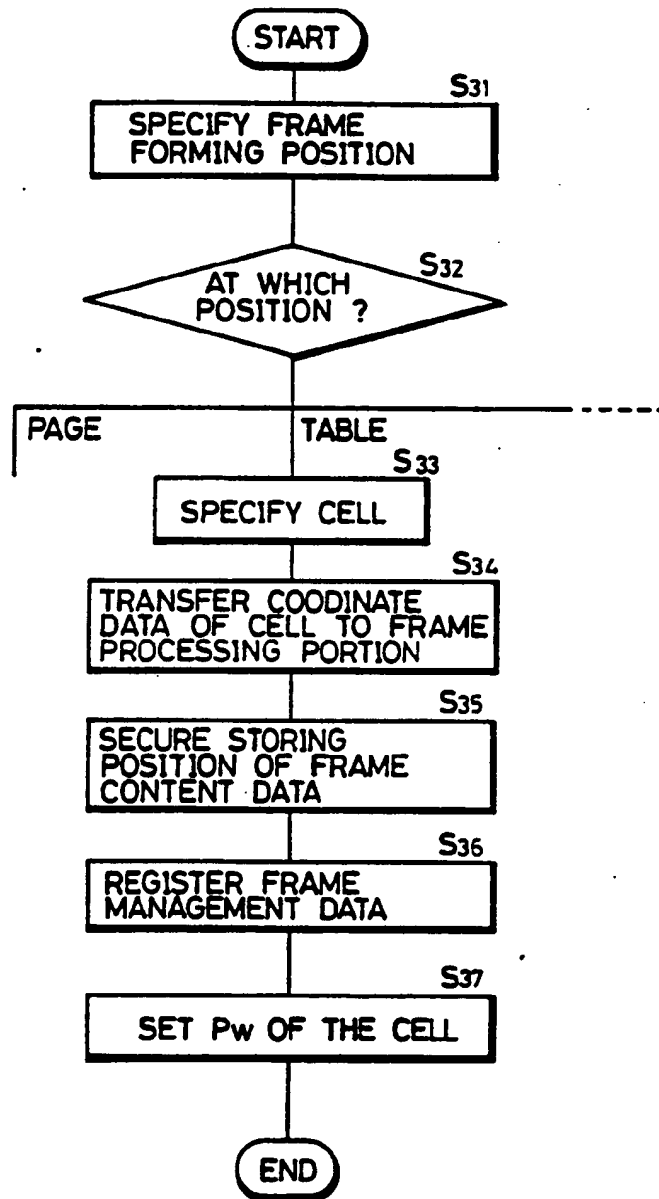 START
S31
SPECIFY FRAME
FORMING POSITION
S32
AT WHICH
POSITION ?
PAGE
TABLE
S33
SPECIFY CELL
S34
TRANSFER COODINATE
DATA OF CELL TO FRAME
PROCESSING PORTION
S35
SECURE STORING
POSITION OF FRAME
CONTENT DATA
S36
REGISTER FRAME
MANAGEMENT DATA
S37
SET Pw OF THE CELL
END